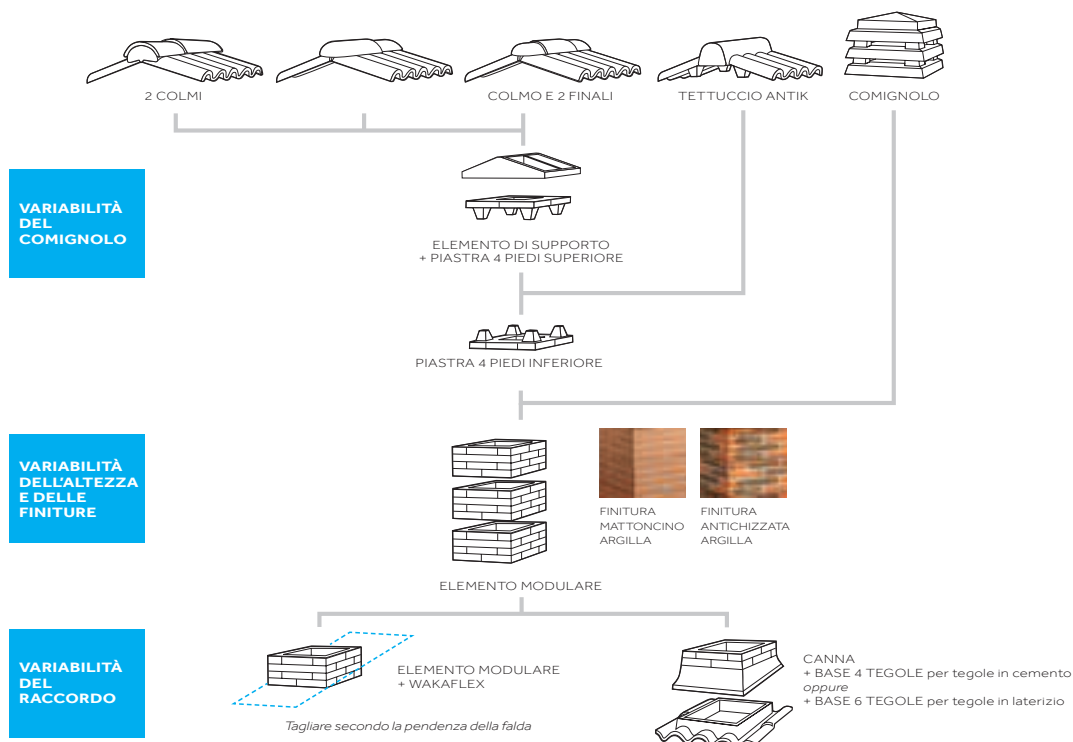 2 COLMI
COLMO E 2 FINALI
TETTUCCIO ANTIK
COMIGNOLO
VARIABILITÀ
DEL
COMIGNOLO
ELEMENTO DI SUPPORTO
+ PIASTRA 4 PIEDI SUPERIORE
PIASTRA 4 PIEDI INFERIORE
VARIABILITÀ
DELL'ALTEZZA
E DELLE
FINITURE
FINITURA
MATTONCINO
ARGILLA
FINITURA
ANTICHIZZATA
ARGILLA
ELEMENTO MODULARE
VARIABILITÀ
DEL
RACCORDO
ELEMENTO MODULARE
+ WAKAFLEX
Tagliare secondo la pendenza della falda
CANNA
+ BASE 4 TEGOLE per tegole in cemento
oppure
+ BASE 6 TEGOLE per tegole in laterizio